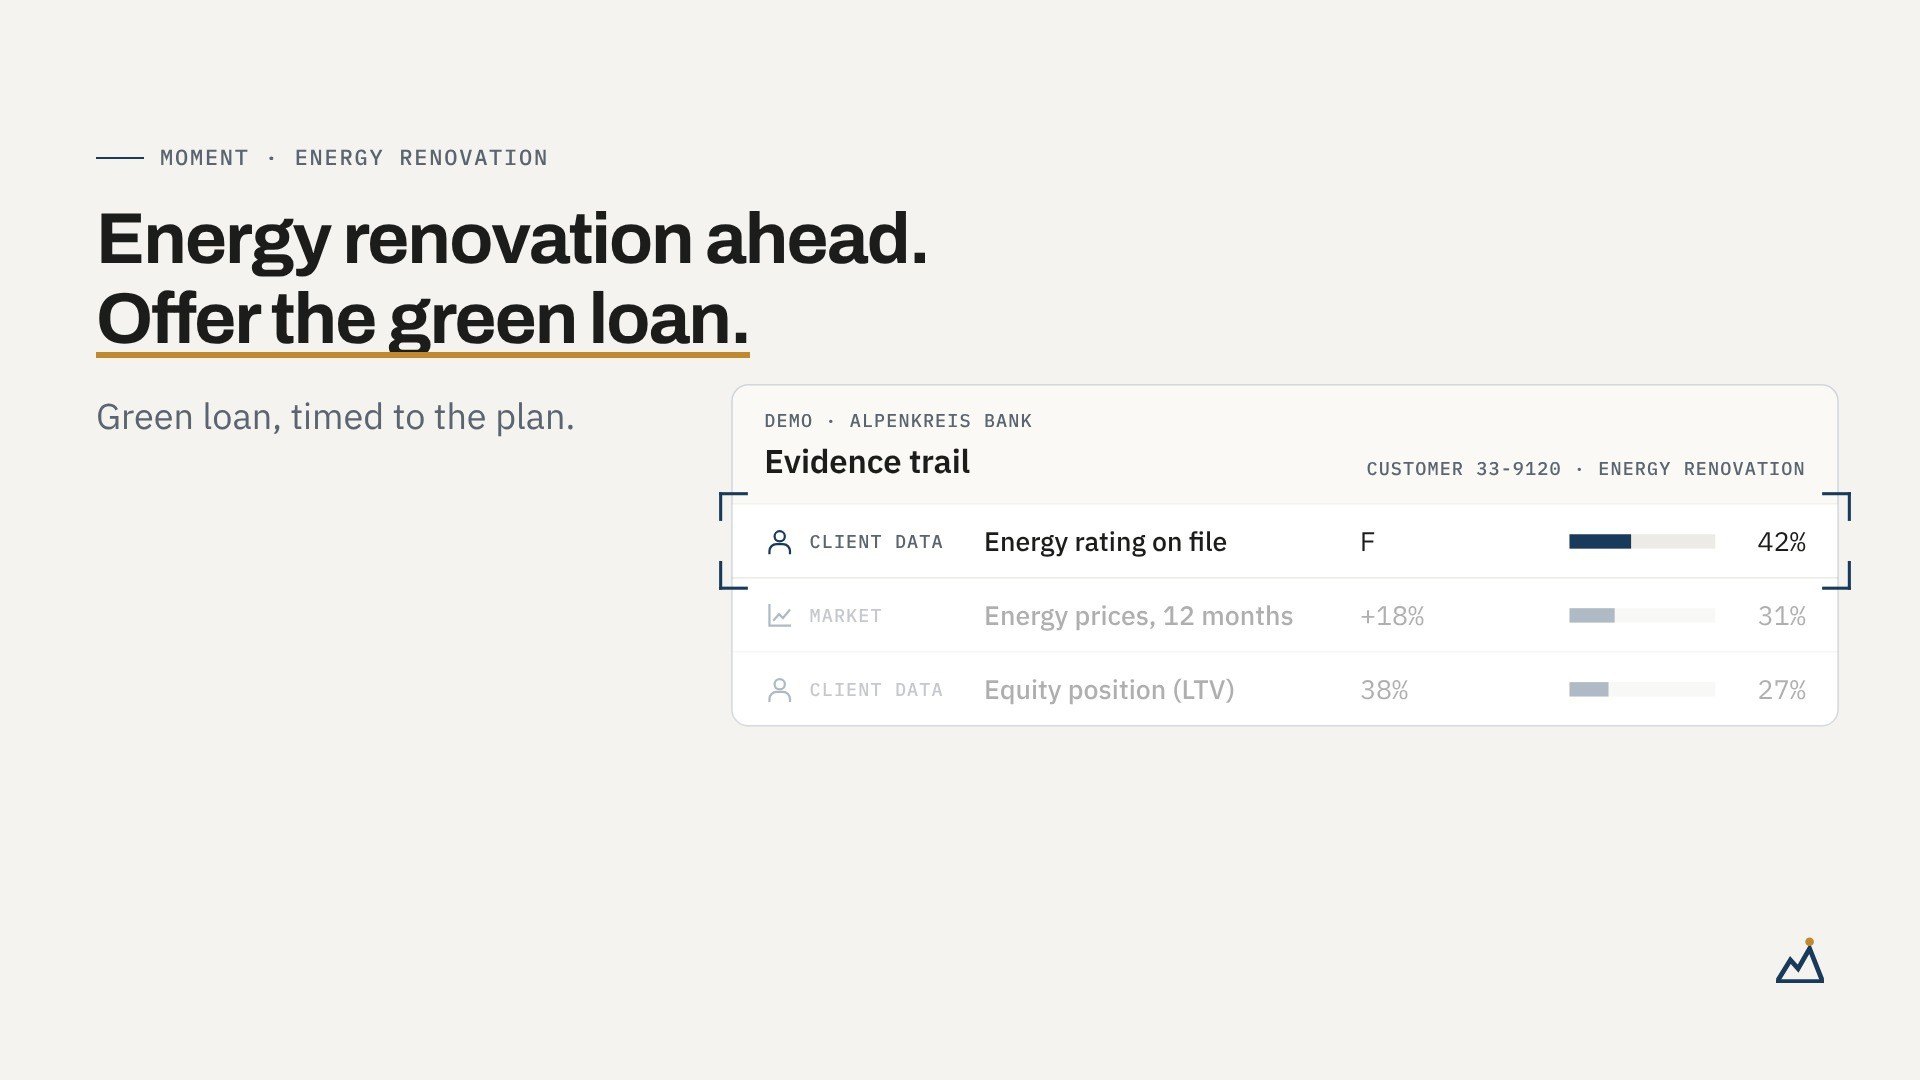 MOMENT · ENERGY RENOVATION
Energy renovation ahead.
Offer the green loan.
Green loan, timed to the plan.
DEMO · ALPENKREIS BANK
Evidence trail
CUSTOMER 33-9120 · ENERGY RENOVATION
CLIENT DATA Energy rating on file F 42%
MARKET Energy prices, 12 months +18% 31%
CLIENT DATA Equity position (LTV) 38% 27%